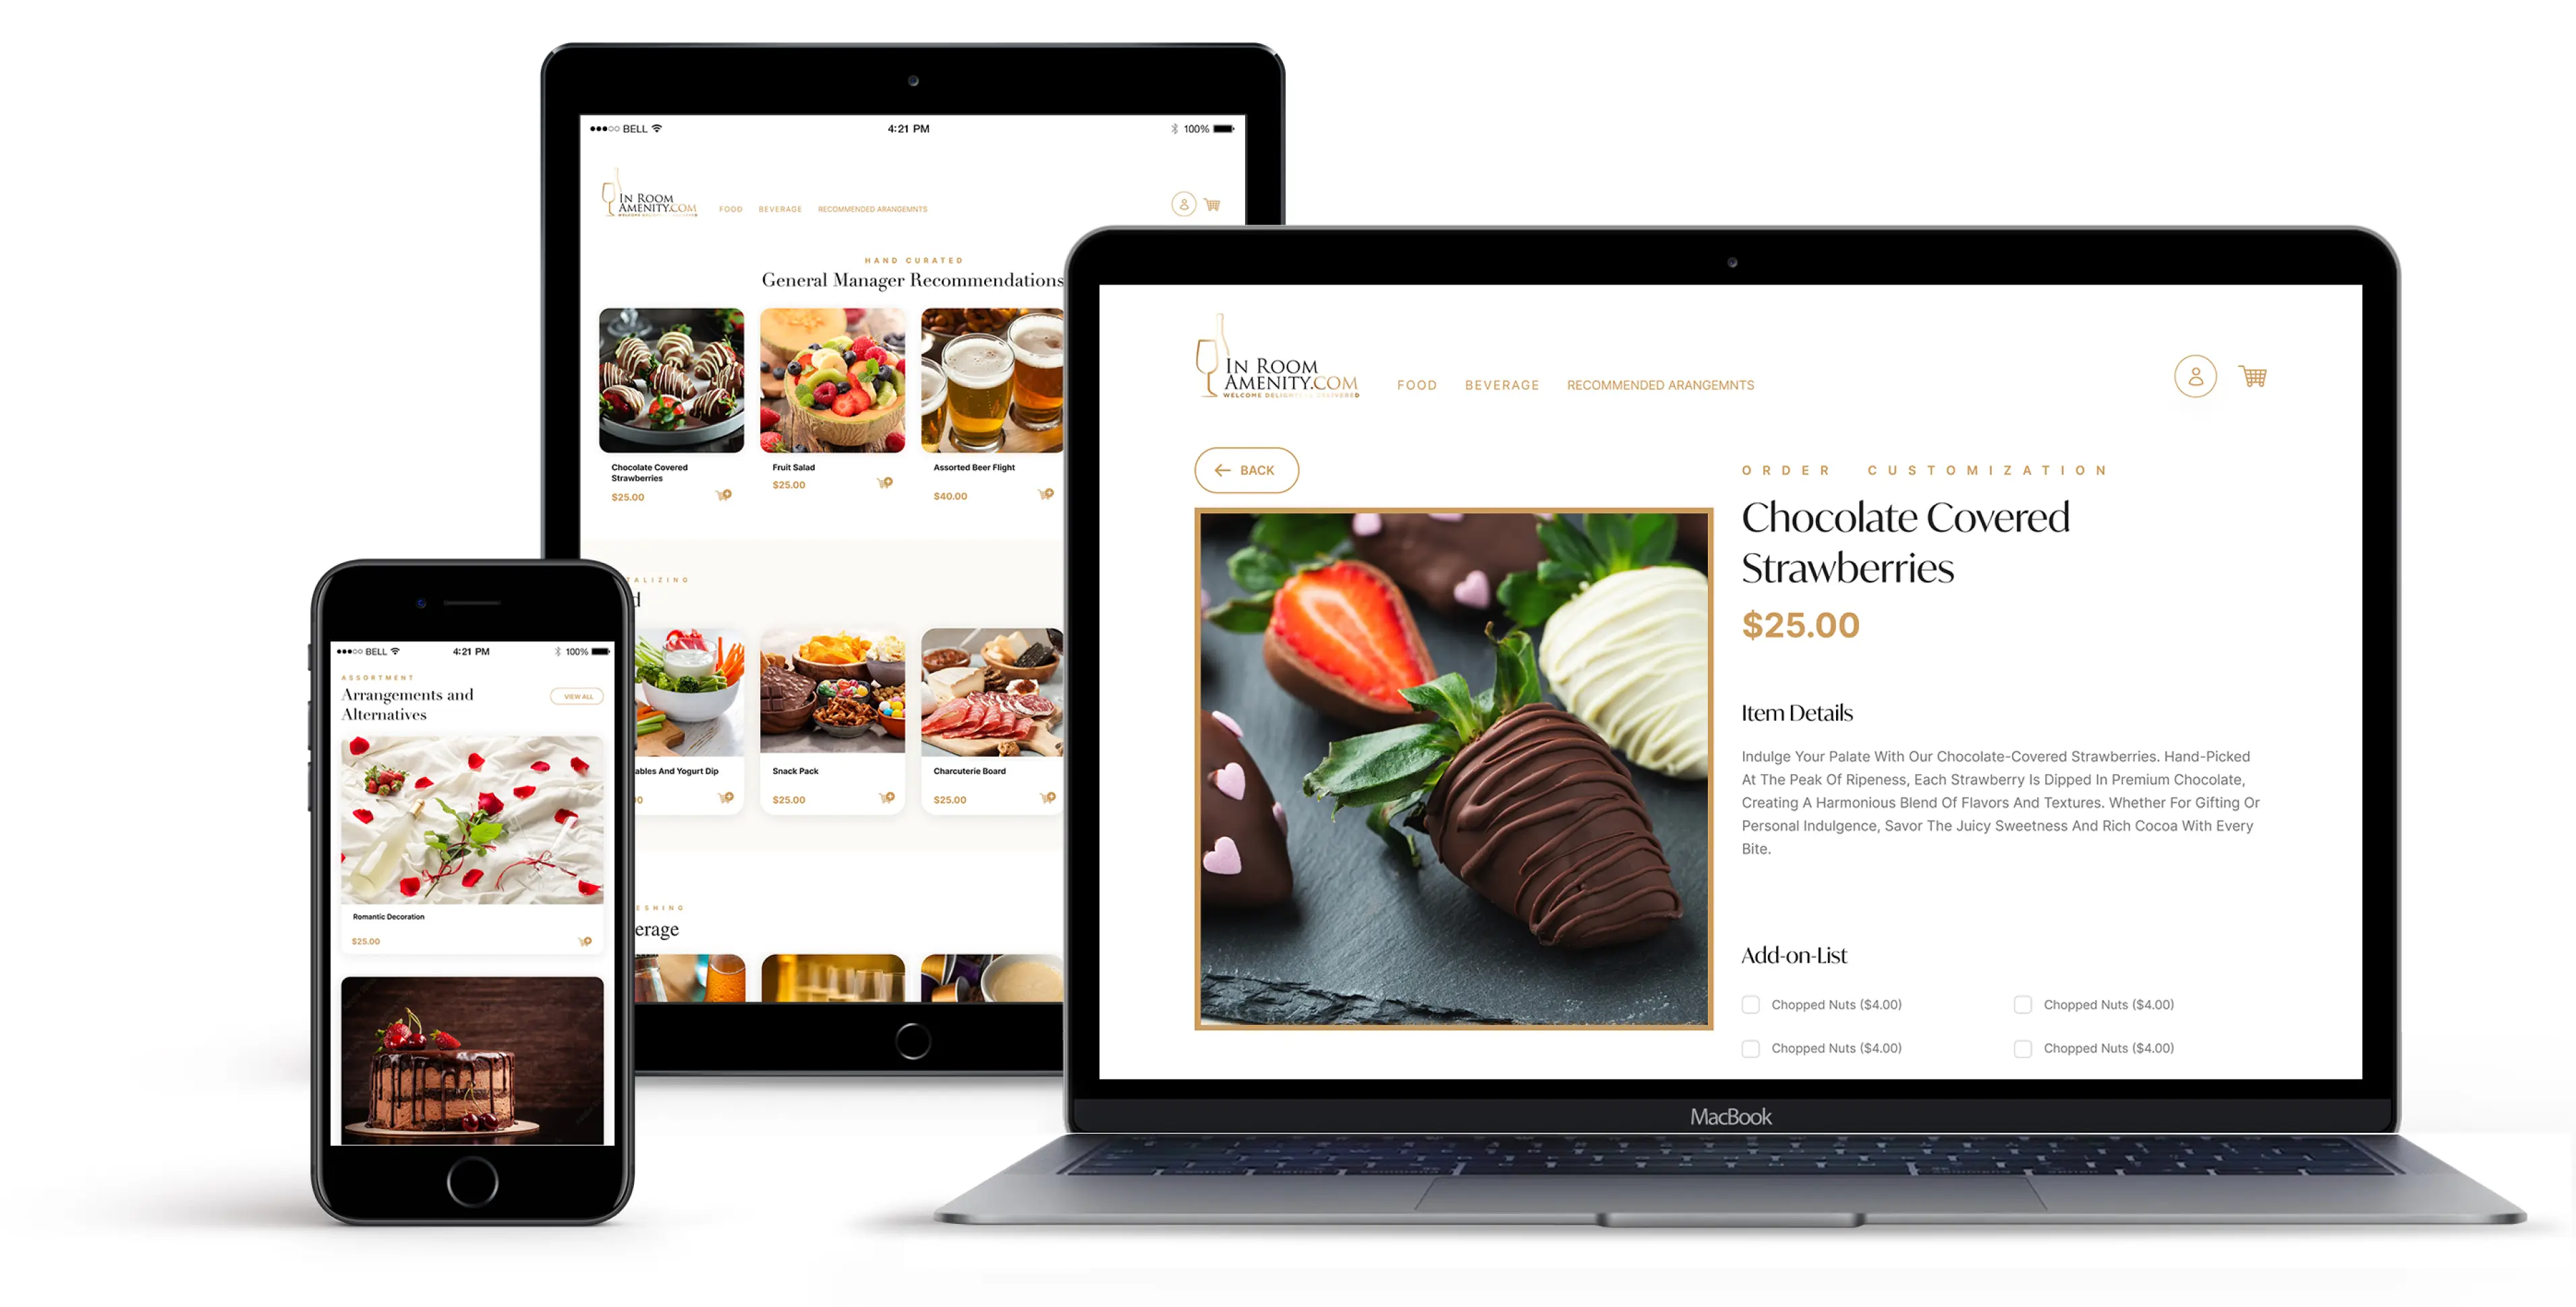 BELL
4:21 PM
100%
IN ROOM
AMENITY.COM
FOOD
BEVERAGE
RECOMMENDED ARANGEMNTS
HAND CURATED
General Manager Recommendations
Chocolate Covered
Strawberries
$25.00
Fruit Salad
$25.00
Assorted Beer Flight
$40.00
TALIZING
d
ables And Yogurt Dip
Snack Pack
$25.00
Charcuterie Board
$25.00
ESHING
erage
BELL
4:21 PM
100%
ASSORTMENT
Arrangements and
Alternatives
VIEW ALL
Romantic Decoration
$25.00
IN ROOM
AMENITY.COM
WELCOME DELIGHTS DELIVERED
FOOD
BEVERAGE
RECOMMENDED ARANGEMNTS
BACK
ORDER CUSTOMIZATION
Chocolate Covered
Strawberries
$25.00
Item Details
Indulge Your Palate With Our Chocolate-Covered Strawberries. Hand-Picked
At The Peak Of Ripeness, Each Strawberry Is Dipped In Premium Chocolate,
Creating A Harmonious Blend Of Flavors And Textures. Whether For Gifting Or
Personal Indulgence, Savor The Juicy Sweetness And Rich Cocoa With Every
Bite.
Add-on-List
Chopped Nuts ($4.00)
Chopped Nuts ($4.00)
Chopped Nuts ($4.00)
Chopped Nuts ($4.00)
MacBook